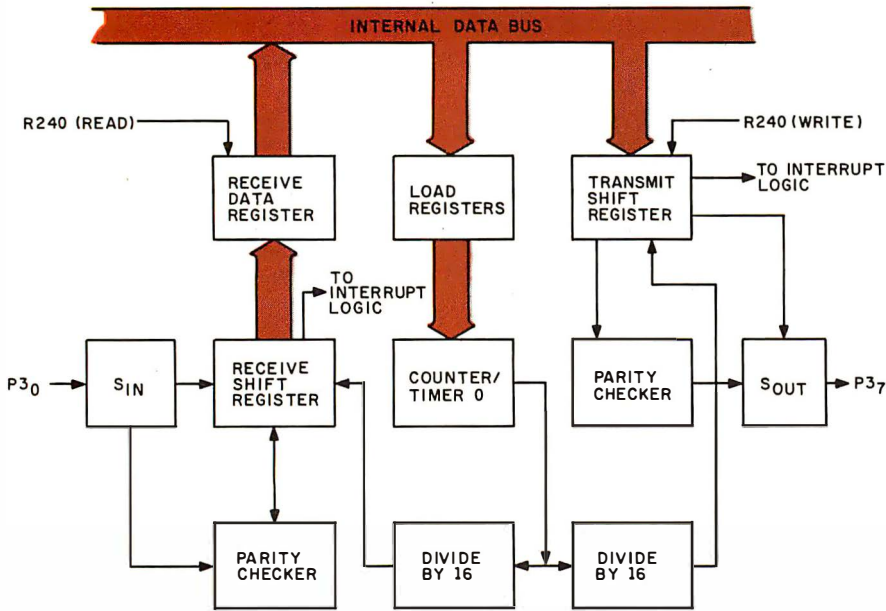 INTERNAL DATA BUS
R240 (READ)
R240 (WRITE)
RECEIVE
DATA
REGISTER
LOAD
REGISTERS
TRANSMIT
SHIFT
REGISTER
TO INTERRUPT
LOGIC
TO
INTERRUPT
LOGIC
P3₀
S_IN
RECEIVE
SHIFT
REGISTER
COUNTER/
TIMER 0
PARITY
CHECKER
S_OUT
P3₇
PARITY
CHECKER
DIVIDE
BY 16
DIVIDE
BY 16